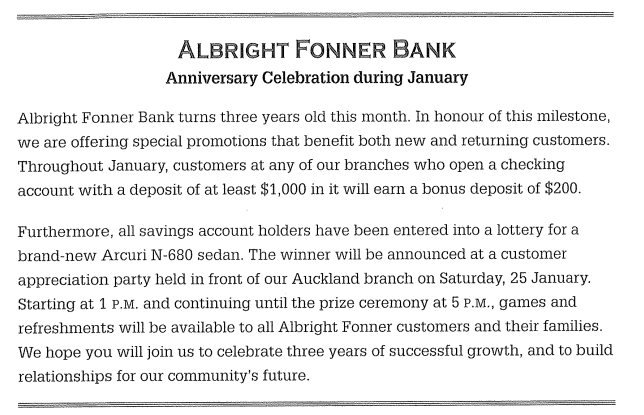 ALBRIGHT FONNER BANK
Anniversary Celebration during January
Albright Fonner Bank turns three years old this month. In honour of this milestone,
we are offering special promotions that benefit both new and returning customers.
Throughout January, customers at any of our branches who open a checking
account with a deposit of at least $1,000 in it will earn a bonus deposit of $200.
Furthermore, all savings account holders have been entered into a lottery for a
brand-new Arcuri N-680 sedan. The winner will be announced at a customer
appreciation party held in front of our Auckland branch on Saturday, 25 January.
Starting at 1 P.M. and continuing until the prize ceremony at 5 P.M., games and
refreshments will be available to all Albright Fonner customers and their families.
We hope you will join us to celebrate three years of successful growth, and to build
relationships for our community's future.